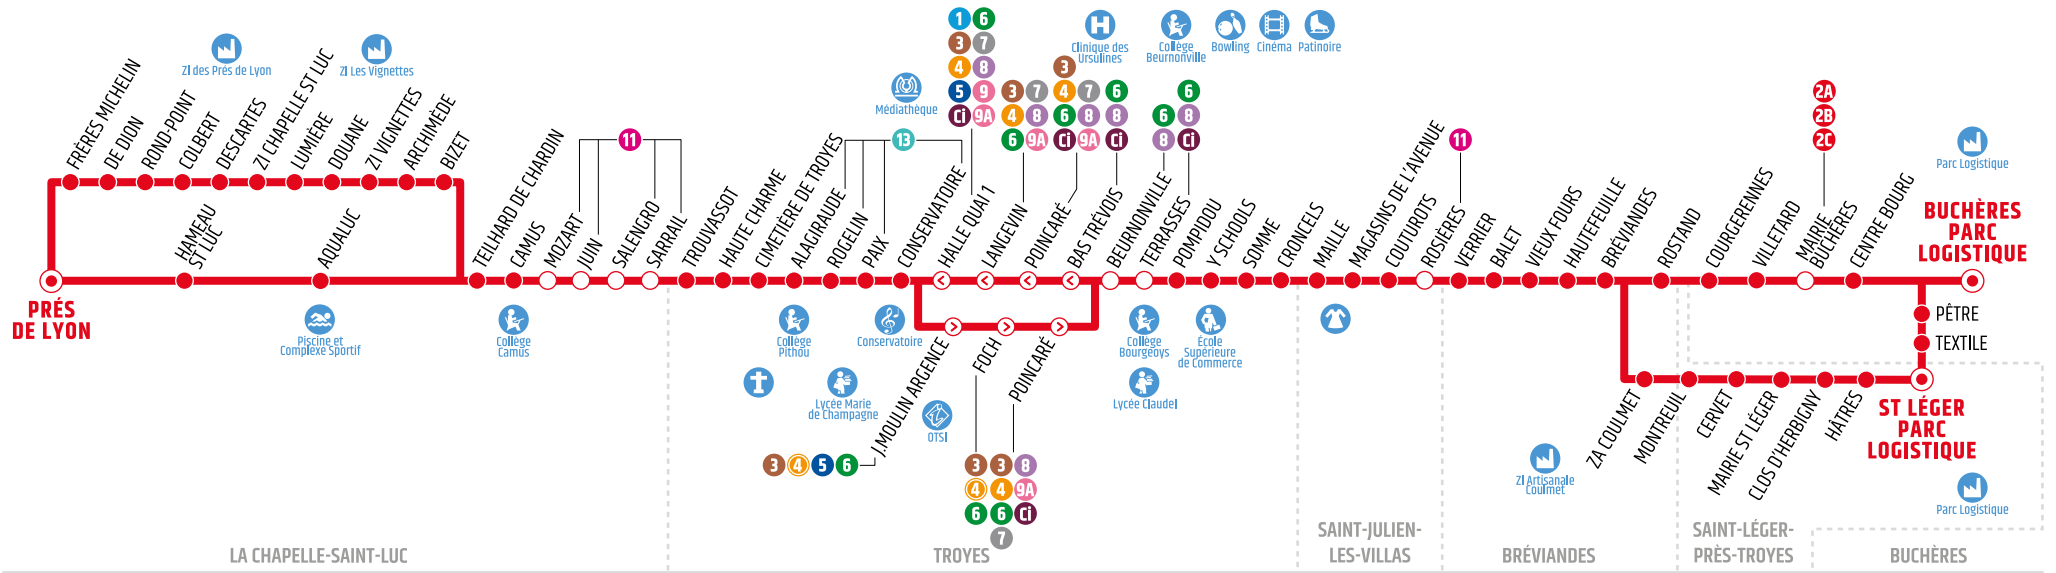 1 6
3 7
4 8
5 9
Ci 9A
Clinique des
Ursulines
Collège
Beurnonville
Bowling
Cinéma
Patinoire
ZI des Prés de Lyon
ZI Les Vignettes
Médiathèque
13
11
3 7
4 8
6 9A
3
4 7
6 8
Ci 9A
6
8
Ci
6
8
6
8
Ci
11
2A
2B
2C
Parc Logistique
FRÈRES MICHELIN
DE DION
ROND-POINT
COLBERT
DESCARTES
ZI CHAPELLE ST LUC
LUMIÈRE
DOUANE
ZI VIGNETTES
ARCHIMÈDE
BIZET
HAMEAU
ST LUC
AQUALUC
TEILHARD DE CHARDIN
CAMUS
MOZART
JUIN
SALENGRO
SARRAIL
TROUVASSOT
HAUTE CHARME
CIMETIÈRE DE TROYES
ALAGIRAUDE
ROGELIN
PAIX
CONSERVATOIRE
HALLE QUAI 1
LANGEVIN
POINCARÉ
BAS TRÉVOIS
BEURNONVILLE
TERRASSES
POMPIDOU
Y SCHOOLS
SOMME
CRONCELS
MAILLE
MAGASINS DE L'AVENUE
COUTUROTS
ROSIÈRES
VERRIER
BALET
VIEUX FOURS
HAUTEFEUILLE
BRÉVIANDES
ROSTAND
COURGERENNES
VILLETARD
MAIRIE
BUCHÈRES
CENTRE BOURG
BUCHÈRES
PARC
LOGISTIQUE
PRÉS
DE LYON
PÊTRE
TEXTILE
Piscine et
Complexe Sportif
Collège
Camus
Collège
Pithou
Conservatoire
Lycée Marie
de Champagne
OTSI
J.MOULIN ARGENCE
FOCH
POINCARÉ
Collège
Bourgeoys
École
Supérieure
de Commerce
Lycée Claudel
3 4 5 6
3
4
6
3 8
4 9A
6 Ci
7
ZA COULMET
MONTREUIL
CERVET
MAIRIE ST LÉGER
CLOS D'HERBIGNY
HÂTRES
ST LÉGER
PARC
LOGISTIQUE
ZI Artisanale
Coulmet
Parc Logistique
LA CHAPELLE-SAINT-LUC
TROYES
SAINT-JULIEN-
LES-VILLAS
BRÉVIANDES
SAINT-LÉGER-
PRÈS-TROYES
BUCHÈRES